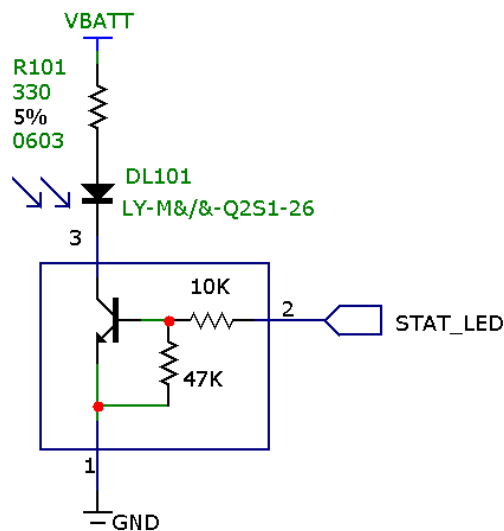 VBATT
R101
330
5%
0603
DL101
LY-M&/&-Q2S1-26
3
10K
2
STAT_LED
47K
1
GND